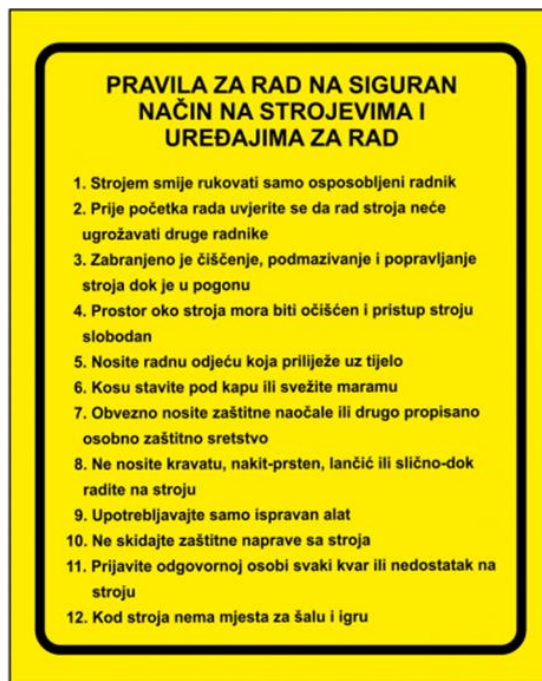 PRAVILA ZA RAD NA SIGURAN
NAČIN NA STROJEVIMA I
UREĐAJIMA ZA RAD
1. Strojem smije rukovati samo osposobljeni radnik
2. Prije početka rada uvjerite se da rad stroja neće
ugrožavati druge radnike
3. Zabranjeno je čiščenje, podmazivanje i popravljanje
stroja dok je u pogonu
4. Prostor oko stroja mora biti očišćen i pristup stroju
slobodan
5. Nosite radnu odjeću koja priliježe uz tijelo
6. Kosu stavite pod kapu ili svežite maramu
7. Obvezno nosite zaštitne naočale ili drugo propisano
osobno zaštitno sretstvo
8. Ne nosite kravatu, nakit-prsten, lančić ili slično-dok
radite na stroju
9. Upotrebljavajte samo ispravan alat
10. Ne skidajte zaštitne naprave sa stroja
11. Prijavite odgovornoj osobi svaki kvar ili nedostatak na
stroju
12. Kod stroja nema mjesta za šalu i igru